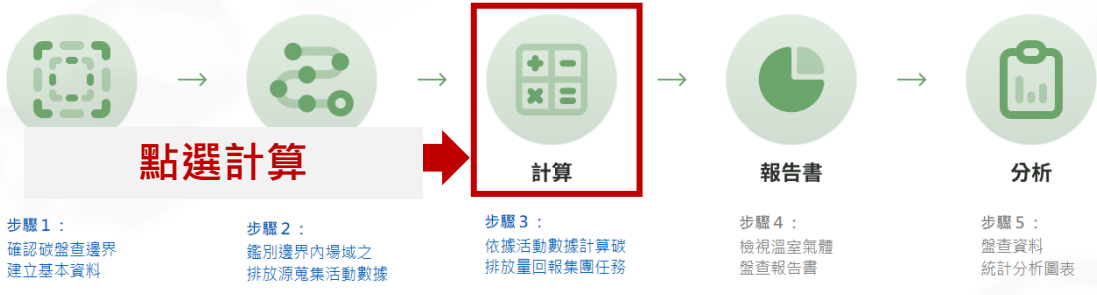 點選計算
計算
報告書
分析
步驟1：
確認碳盤查邊界
建立基本資料
步驟2：
鑑別邊界內場域之
排放源蒐集活動數據
步驟3：
依據活動數據計算碳
排放量回報集團任務
步驟4：
檢視溫室氣體
盤查報告書
步驟5：
盤查資料
統計分析圖表